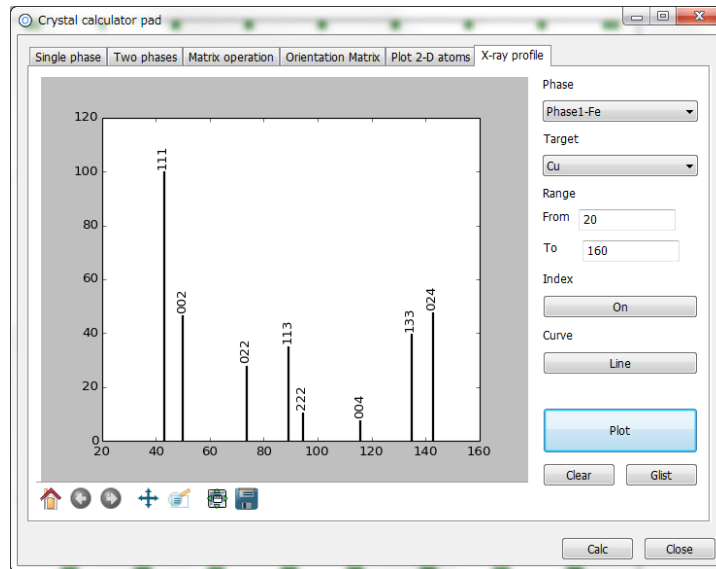 Crystal calculator pad
Single phase
Two phases
Matrix operation
Orientation Matrix
Plot 2-D atoms
X-ray profile
120
100
80
60
40
20
0
20
40
60
80
100
120
140
160
111
002
022
113
222
004
133
024
Phase
Phase1-Fe
Target
Cu
Range
From 20
To 160
Index
On
Curve
Line
Plot
Clear
Glist
Calc
Close